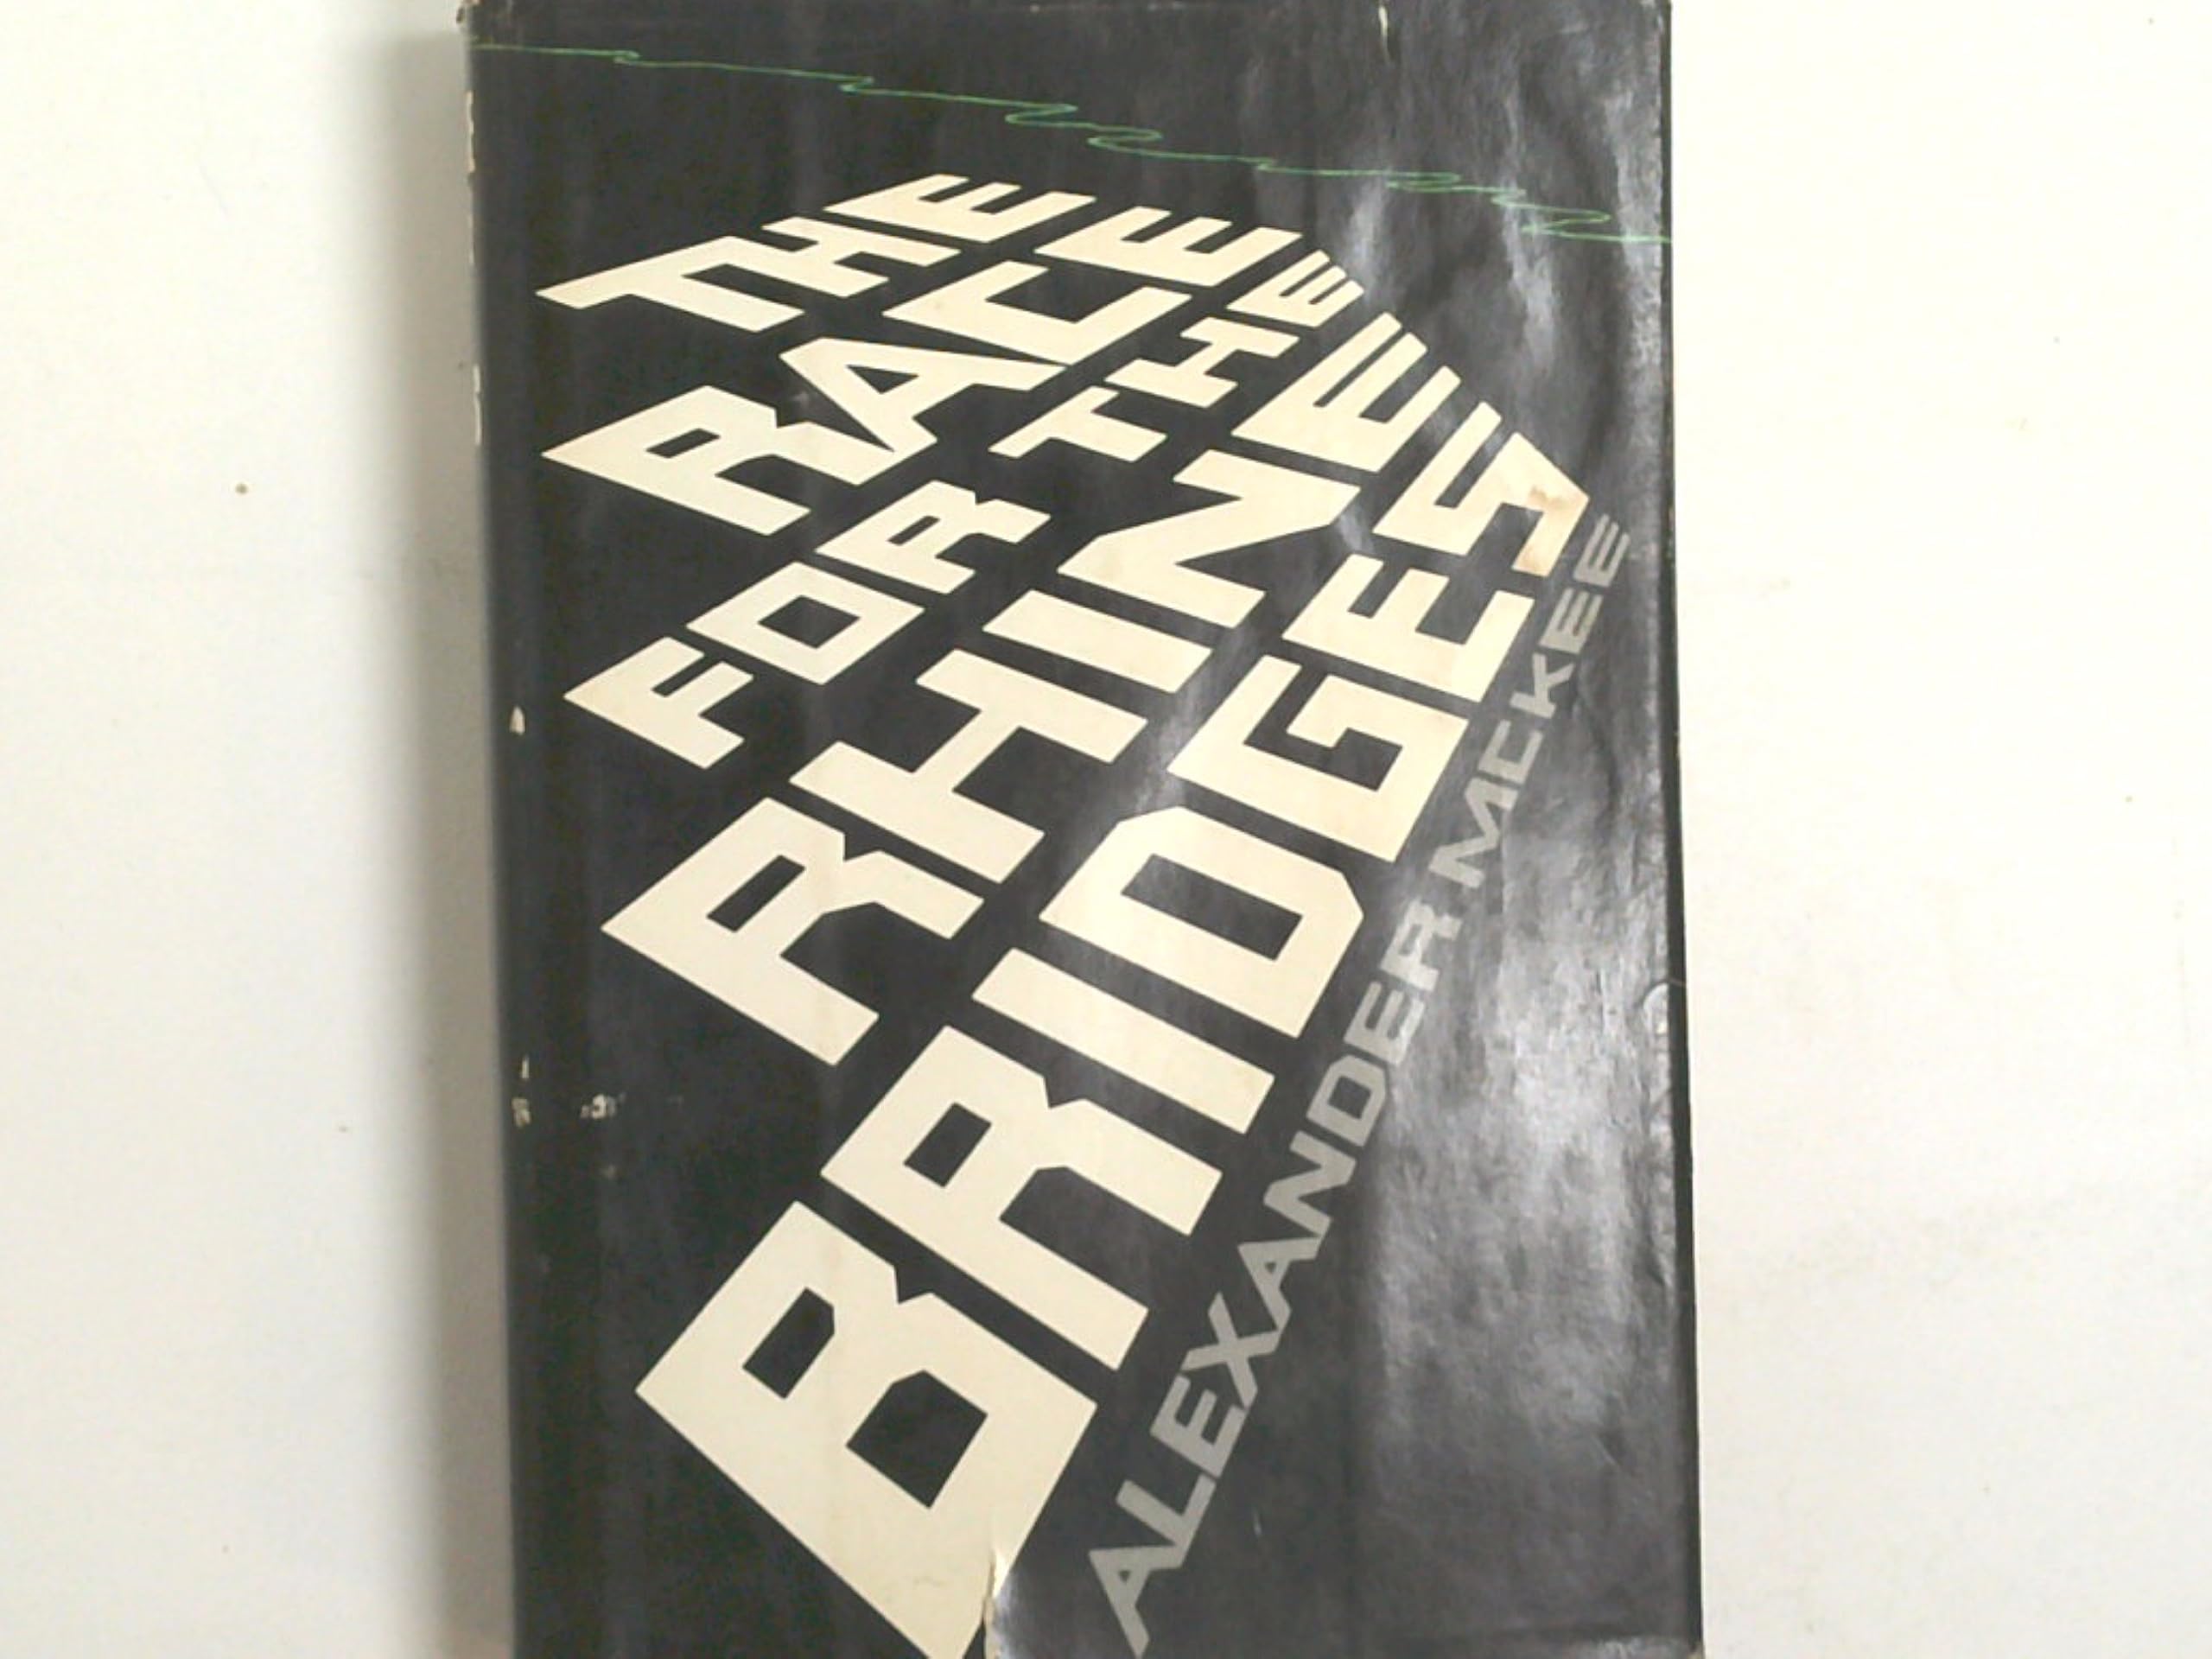 THE
RACE
FOR THE
RHINE
BRIDGES
ALEXANDER MCKEE